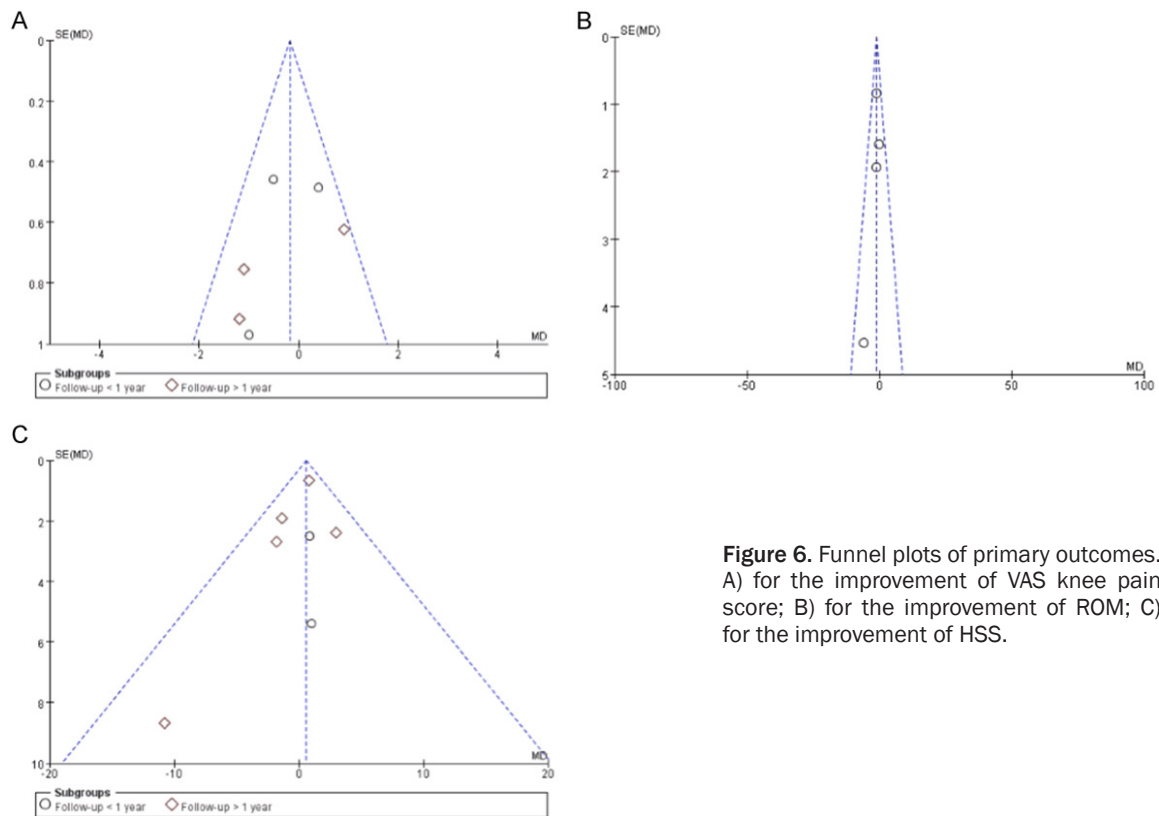 A
SE(MD)
0
0.2
0.4
0.6
0.8
1
-4
-2
0
2
4
MD
Subgroups
Follow-up < 1 year
Follow-up > 1 year
B
SE(MD)
0
1
2
3
4
5
-100
-50
0
50
100
MD
C
SE(MD)
0
2
4
6
8
10
-20
-10
0
10
20
MD
Subgroups
Follow-up < 1 year
Follow-up > 1 year
Figure 6. Funnel plots of primary outcomes.
A) for the improvement of VAS knee pain
score; B) for the improvement of ROM; C)
for the improvement of HSS.